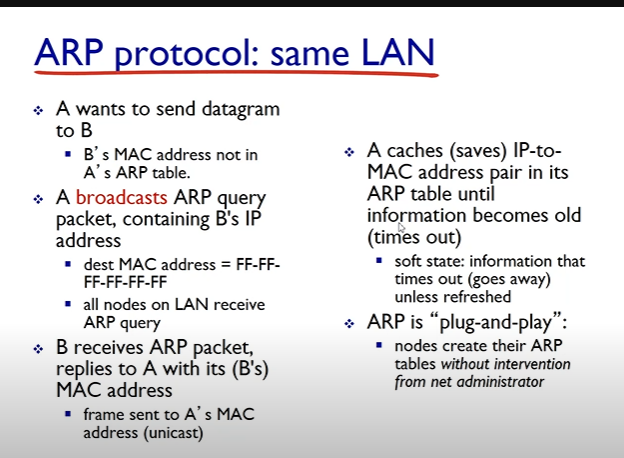 ARP protocol: same LAN
A wants to send datagram
to B
B's MAC address not in
A's ARP table.
A broadcasts ARP query
packet, containing B's IP
address
dest MAC address = FF-FF-
FF-FF-FF-FF
all nodes on LAN receive
ARP query
B receives ARP packet,
replies to A with its (B's)
MAC address
frame sent to A's MAC
address (unicast)
A caches (saves) IP-to-
MAC address pair in its
ARP table until
information becomes old
(times out)
soft state: information that
times out (goes away)
unless refreshed
ARP is “plug-and-play”:
nodes create their ARP
tables without intervention
from net administrator